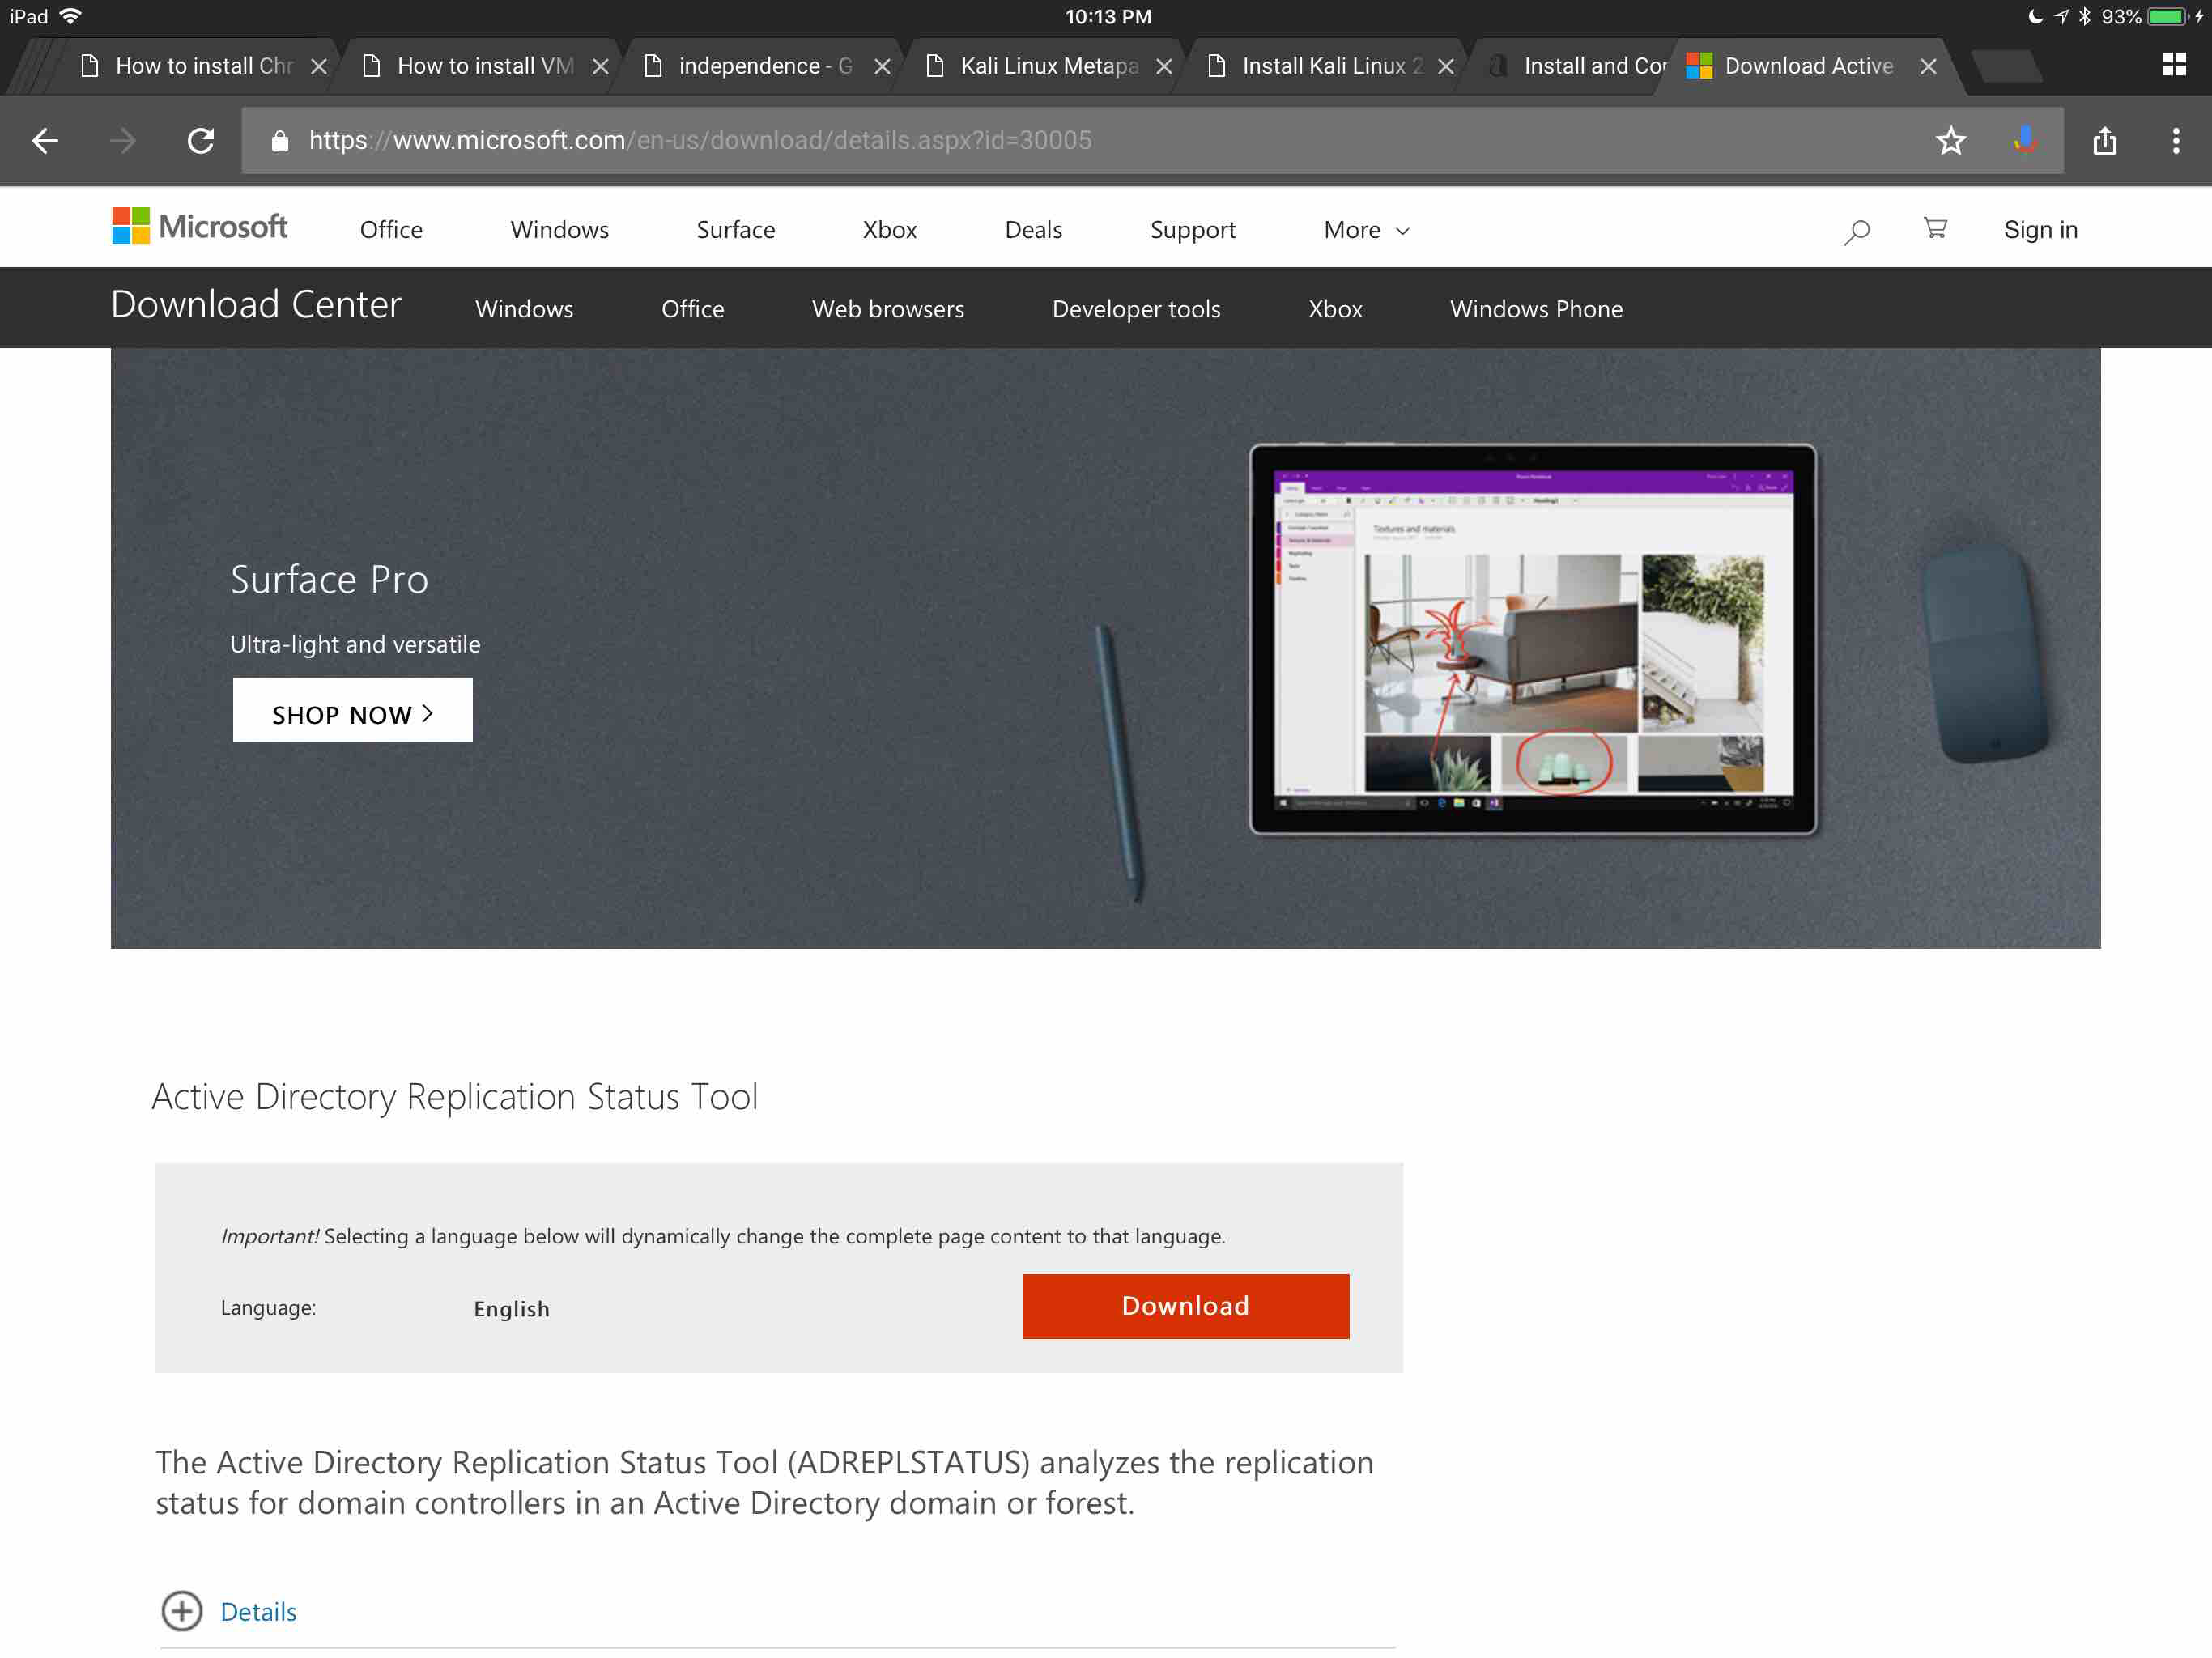 iPad 10:13 PM 93%
How to install Chr How to install VM independence - G Kali Linux Metapa Install Kali Linux 2 Install and Cor Download Active
https://www.microsoft.com/en-us/download/details.aspx?id=30005
Microsoft Office Windows Surface Xbox Deals Support More Sign in
Download Center Windows Office Web browsers Developer tools Xbox Windows Phone
Textures and materials
Surface Pro
Ultra-light and versatile
SHOP NOW
Active Directory Replication Status Tool
Important! Selecting a language below will dynamically change the complete page content to that language.
Language: English Download
The Active Directory Replication Status Tool (ADREPLSTATUS) analyzes the replication
status for domain controllers in an Active Directory domain or forest.
Details